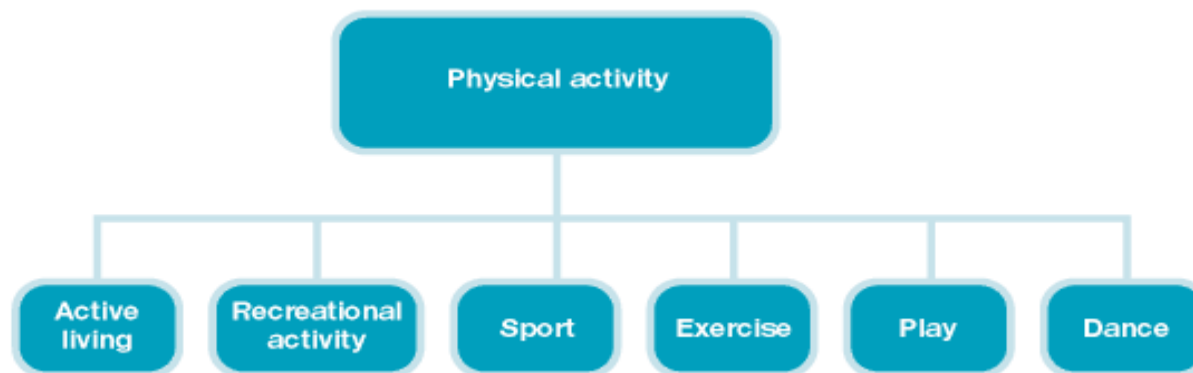 Physical activity
Active
living
Recreational
activity
Sport
Exercise
Play
Dance